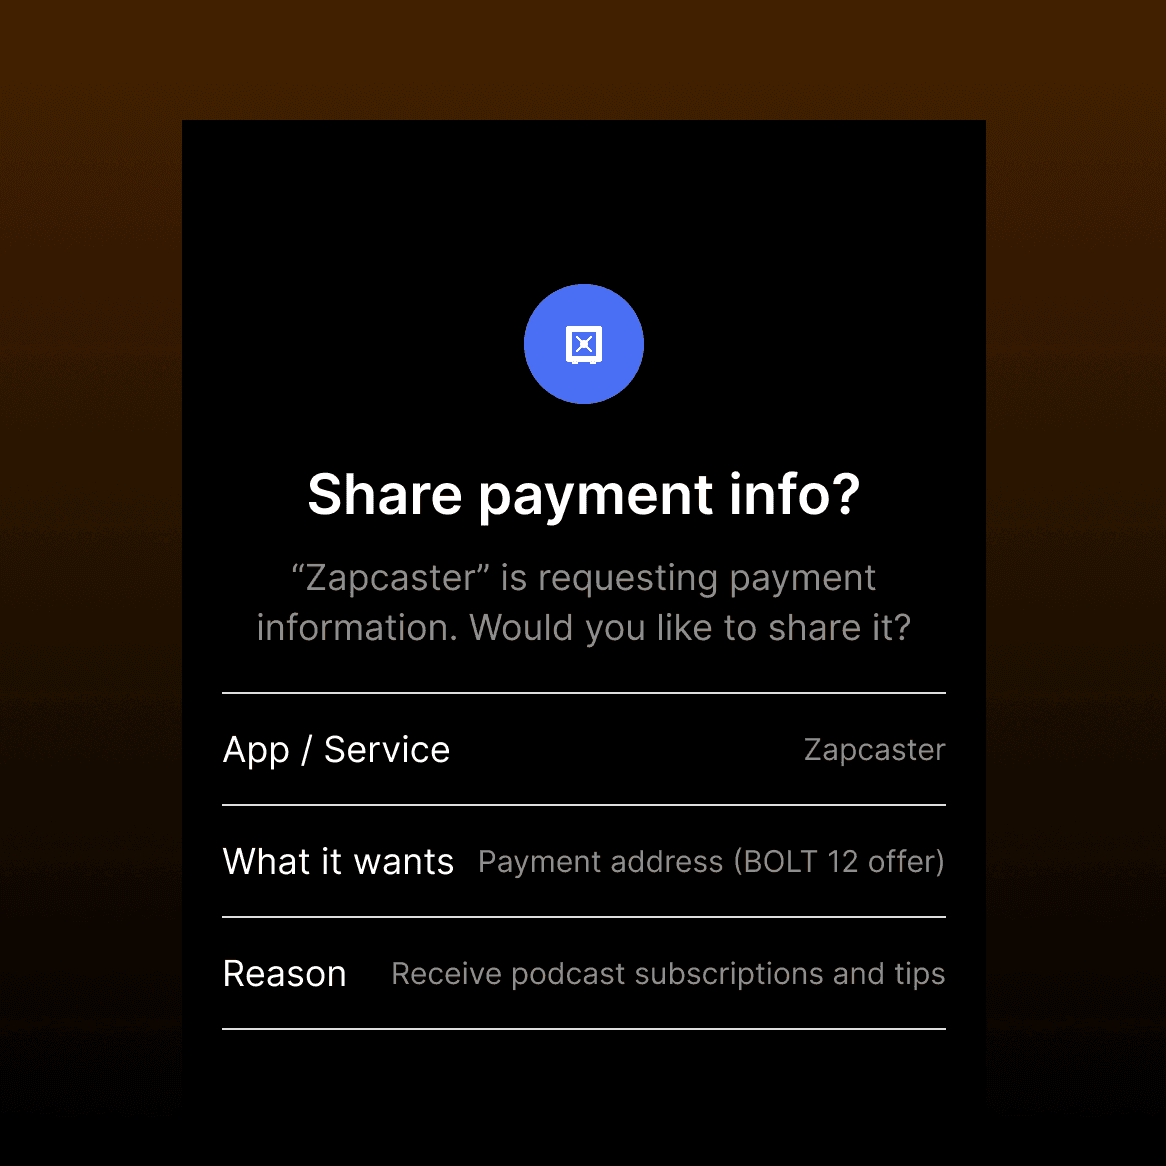 Share payment info?
“Zapcaster” is requesting payment
information. Would you like to share it?
App / Service Zapcaster
What it wants Payment address (BOLT 12 offer)
Reason Receive podcast subscriptions and tips